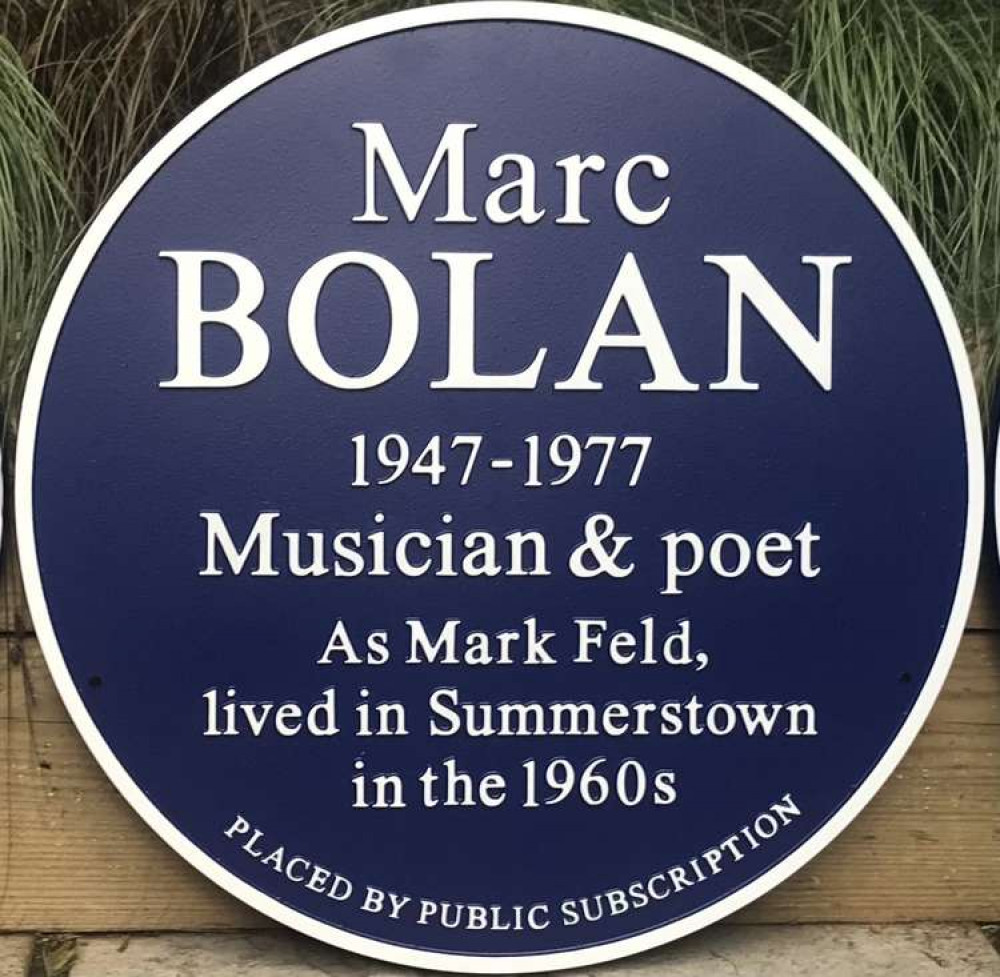 Marc
BOLAN
1947-1977
Musician & poet
As Mark Feld,
lived in Summerstown
in the 1960s
PLACED BY PUBLIC SUBSCRIPTION